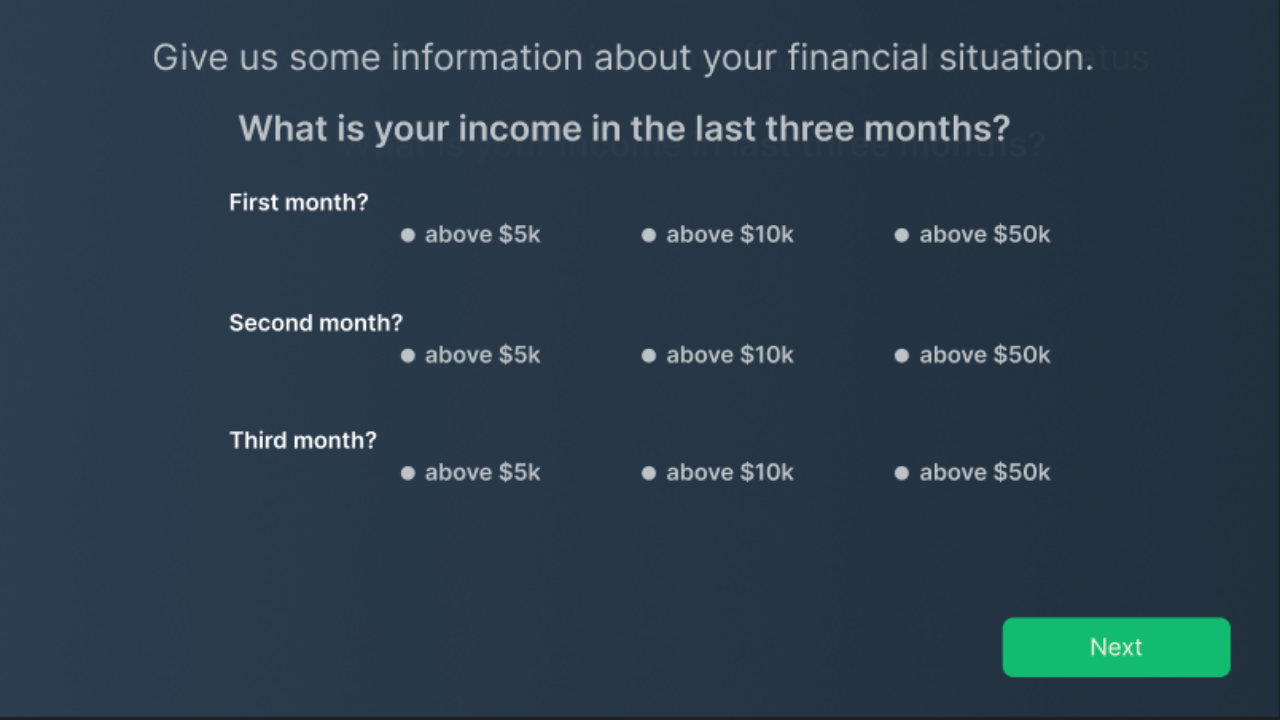 Give us some information about your financial situation.
What is your income in the last three months?
First month?
above $5k above $10k above $50k
Second month?
above $5k above $10k above $50k
Third month?
above $5k above $10k above $50k
Next